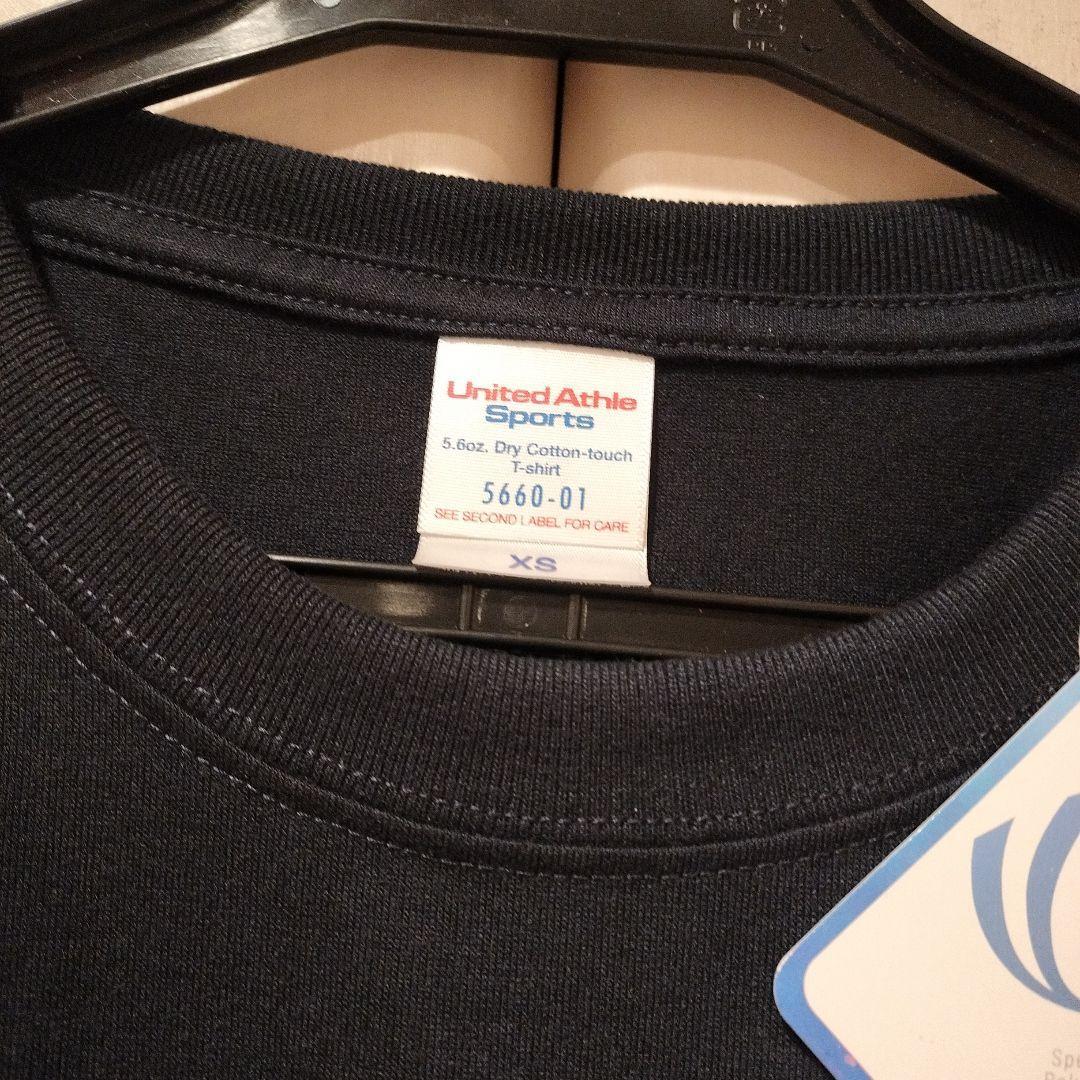 United Athle
Sports
5.6oz. Dry Cotton-touch
T-shirt
5660-01
SEE SECOND LABEL FOR CARE
XS